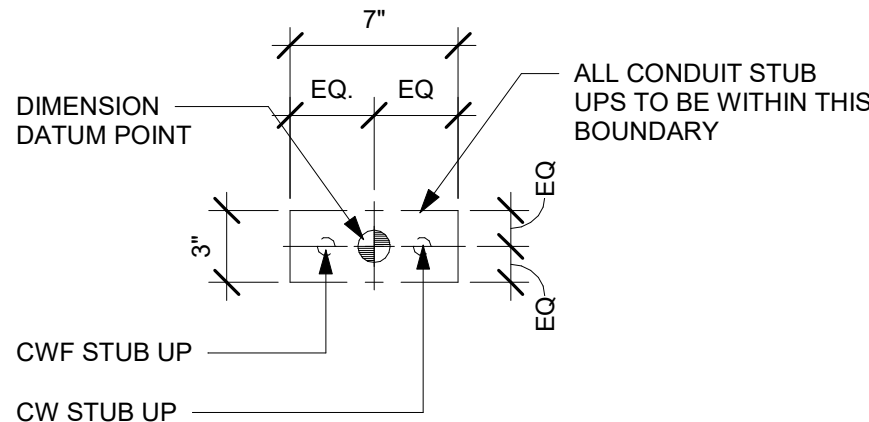 7"
EQ. EQ
DIMENSION
DATUM POINT
ALL CONDUIT STUB
UPS TO BE WITHIN THIS
BOUNDARY
3"
EQ
EQ
CWF STUB UP
CW STUB UP